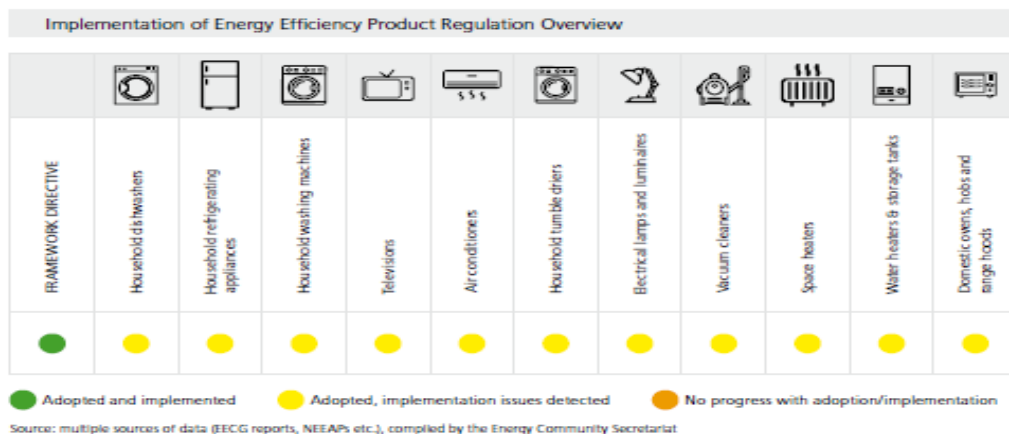 Implementation of Energy Efficiency Product Regulation Overview
FRAMEWORK DIRECTIVE
Household dishwashers
Household refrigerating
appliances
Household washing machines
Televisions
Air conditioners
Household tumble driers
Electrical lamps and luminaires
Vacuum cleaners
Space heaters
Water heaters & storage tanks
Domestic ovens, hobs and
range hoods
Adopted and implemented
Adopted, implementation issues detected
No progress with adoption/implementation
Source: multiple sources of data (EECG reports, NEEAPs etc.), compiled by the Energy Community Secretariat